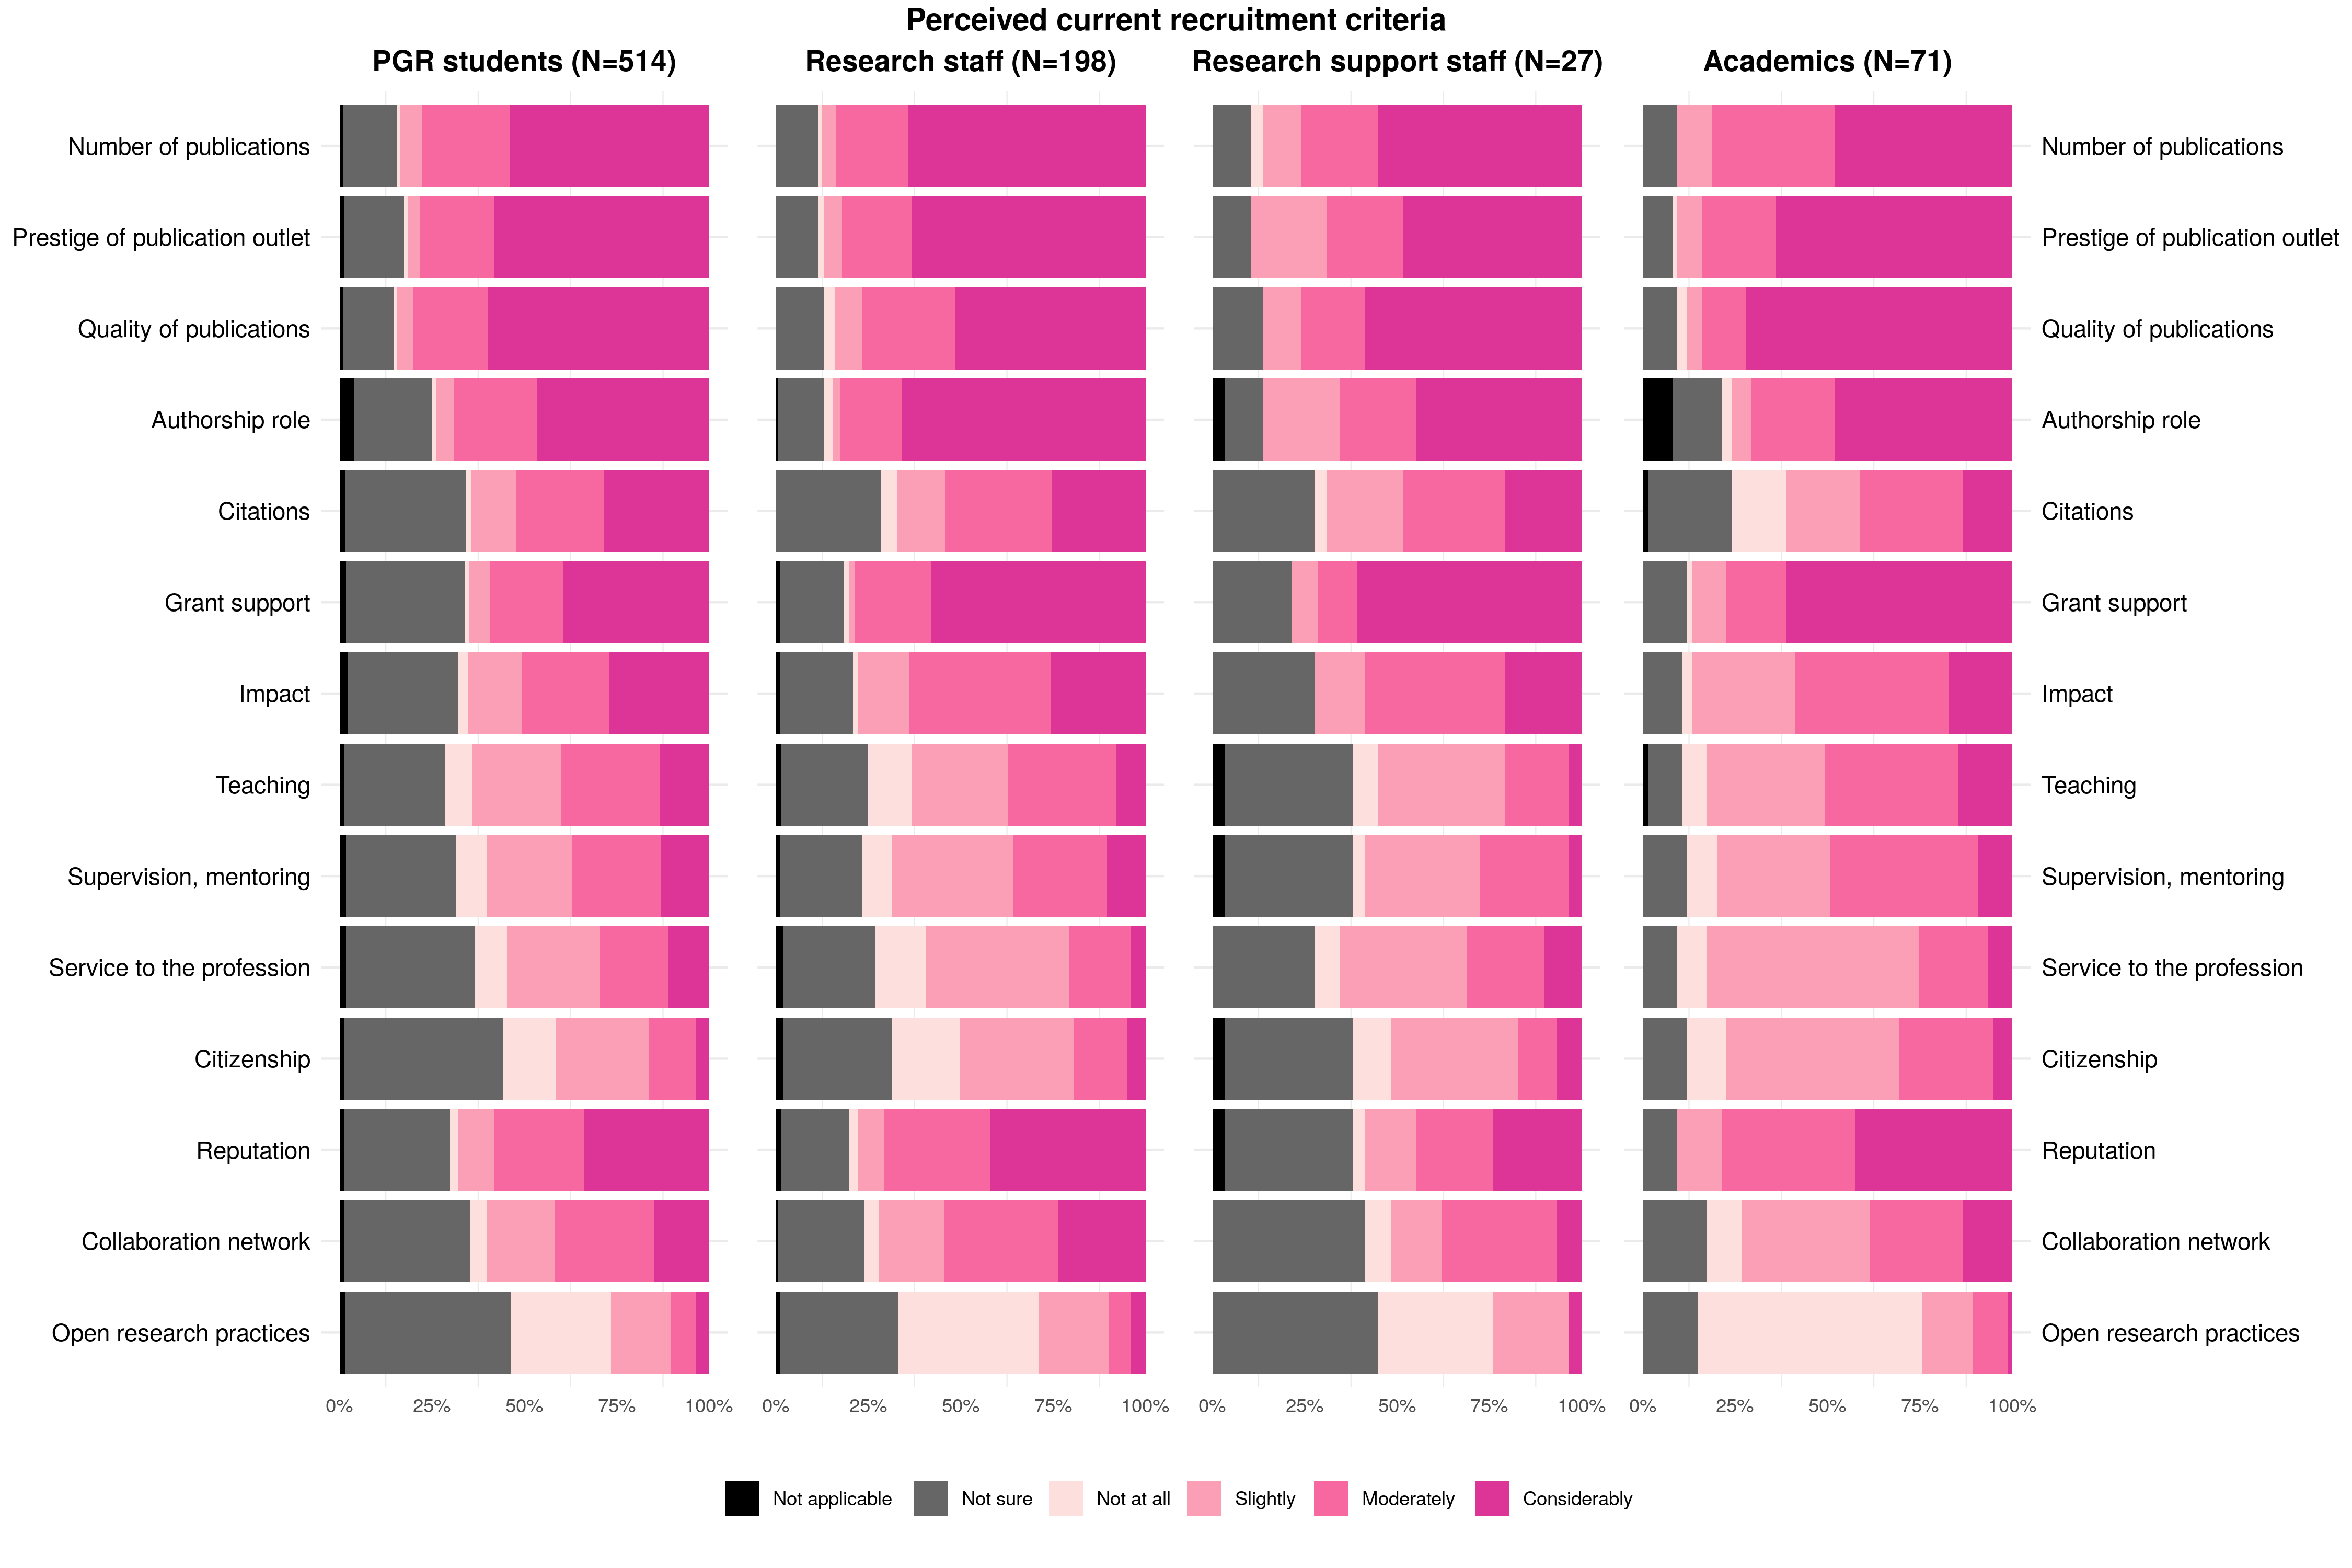 Perceived current recruitment criteria
PGR students (N=514)
Research staff (N=198)
Research support staff (N=27)
Academics (N=71)
Number of publications
Number of publications
Prestige of publication outlet
Prestige of publication outlet
Quality of publications
Quality of publications
Authorship role
Authorship role
Citations
Citations
Grant support
Grant support
Impact
Impact
Teaching
Teaching
Supervision, mentoring
Supervision, mentoring
Service to the profession
Service to the profession
Citizenship
Citizenship
Reputation
Reputation
Collaboration network
Collaboration network
Open research practices
Open research practices
0% 25% 50% 75% 100%
0% 25% 50% 75% 100%
0% 25% 50% 75% 100%
0% 25% 50% 75% 100%
Not applicable Not sure Not at all Slightly Moderately Considerably